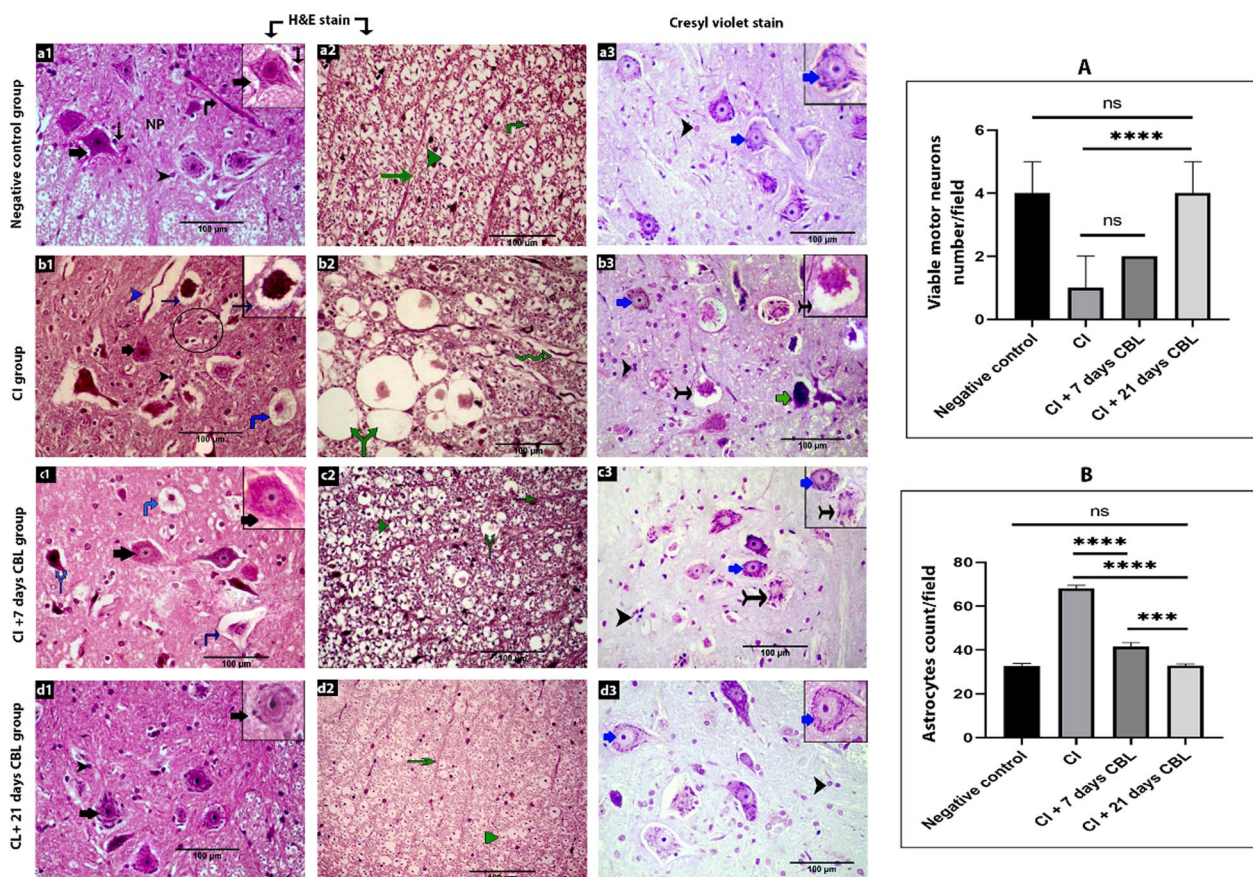 H&E stain
Cresyl violet stain
Negative control group
a1
NP
100 µm
a2
100 µm
a3
100 µm
CI group
b1
100 µm
b2
100 µm
b3
100 µm
CI +7 days CBL group
c1
100 µm
c2
100 µm
c3
100 µm
CL+ 21 days CBL group
d1
100 µm
d2
100 µm
d3
100 µm
A
ns
****
ns
Viable motor neurons
number/field
6
4
2
0
Negative control
CI
CI + 7 days CBL
CI + 21 days CBL
B
ns
****
****
***
Astrocytes count/field
80
60
40
20
0
Negative control
CI
CI + 7 days CBL
CI + 21 days CBL